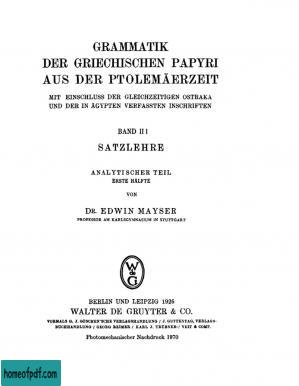 GRAMMATIK
DER GRIECHISCHEN PAPYRI
AUS DER PTOLEMÄERZEIT
MIT EINSCHLUSS DER GLEICHZEITIGEN OSTRAKA
UND DER IN ÄGYPTEN VERFASSTEN INSCHRIFTEN
BAND II 1
SATZLEHRE
ANALYTISCHER TEIL
ERSTE HÄLFTE
VON
DR. EDWIN MAYSER
PROFESSOR AM KARLSGYMNASIUM IN STUTTGART
W
de
G
BERLIN UND LEIPZIG 1926
WALTER DE GRUYTER & CO.
VORMALS G. J. GÖSCHEN'SCHE VERLAGSHANDLUNG / J. GUTTENTAG, VERLAGS-
BUCHHANDLUNG / GEORG REIMER / KARL J. TRÜBNER / VEIT & COMP.
Photomechanischer Nachdruck 1970
homeofpdf.com